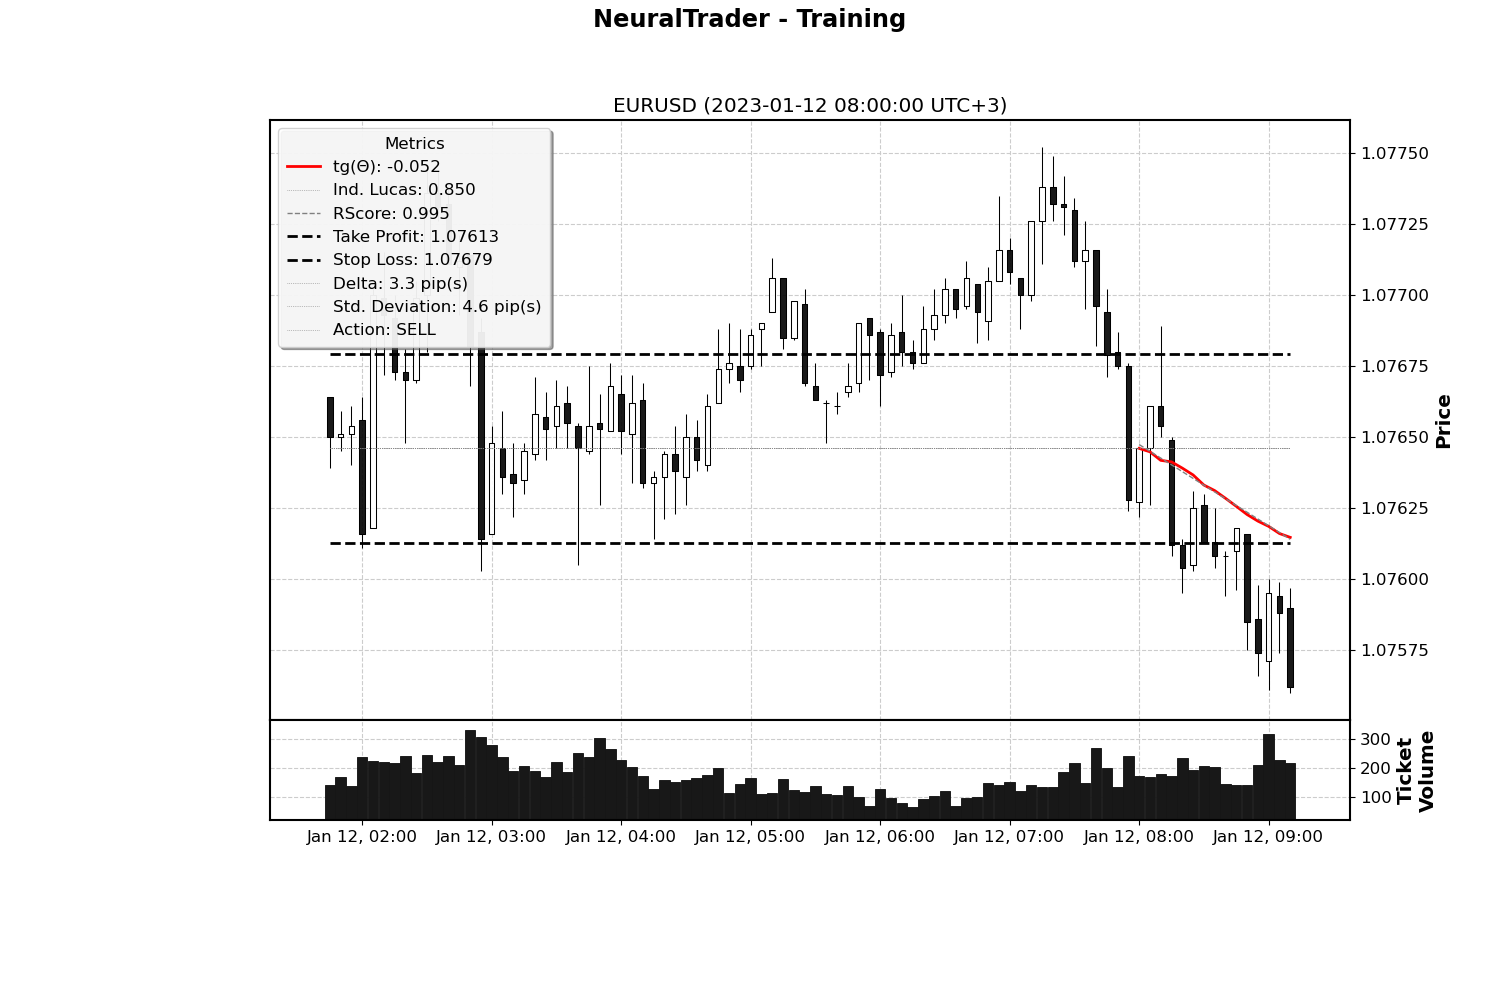 NeuralTrader - Training
EURUSD (2023-01-12 08:00:00 UTC+3)
Metrics
tg(Θ): -0.052
Ind. Lucas: 0.850
RScore: 0.995
Take Profit: 1.07613
Stop Loss: 1.07679
Delta: 3.3 pip(s)
Std. Deviation: 4.6 pip(s)
Action: SELL
1.07750
1.07725
1.07700
1.07675
1.07650
1.07625
1.07600
1.07575
Price
300
200
100
Ticket
Volume
Jan 12, 02:00
Jan 12, 03:00
Jan 12, 04:00
Jan 12, 05:00
Jan 12, 06:00
Jan 12, 07:00
Jan 12, 08:00
Jan 12, 09:00